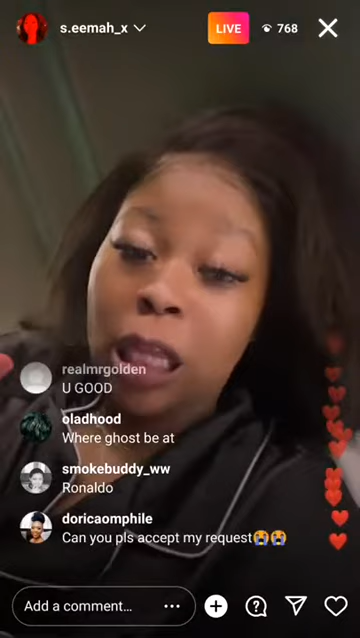 s.eemah_x
LIVE
768
realmrgolden
U GOOD
oladhood
Where ghost be at
smokebuddy_ww
Ronaldo
doricaomphile
Can you pls accept my request😭😭
Add a comment...